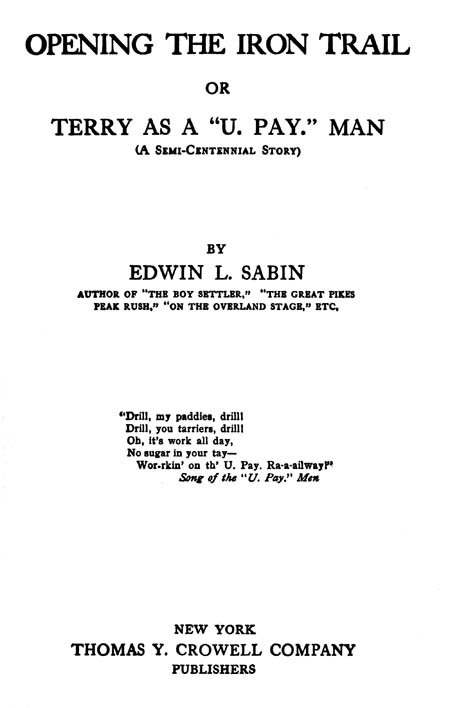 OPENING THE IRON TRAIL
OR
TERRY AS A "U. PAY." MAN
(A SEMI-CENTENNIAL STORY)
BY
EDWIN L. SABIN
AUTHOR OF "THE BOY SETTLER," "THE GREAT PIKES
PEAK RUSH," "ON THE OVERLAND STAGE," ETC.
"Drill, my paddies, drill!
Drill, you tarriers, drill!
Oh, it's work all day,
No sugar in your tay—
Wor-rkin' on th' U. Pay. Ra-a-ailway!"
Song of the "U. Pay." Men
NEW YORK
THOMAS Y. CROWELL COMPANY
PUBLISHERS